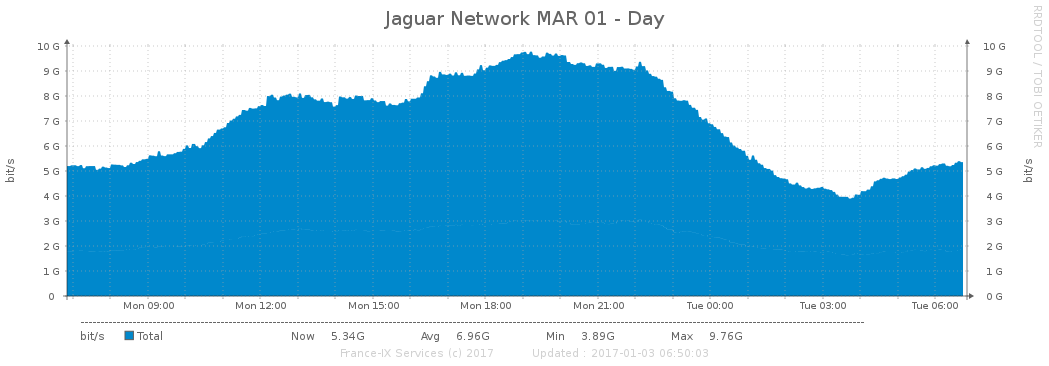 Jaguar Network MAR 01 - Day
RRDTOOL / TOBI OETIKER
10 G 10 G
9 G 9 G
8 G 8 G
7 G 7 G
6 G 6 G
5 G 5 G
4 G 4 G
3 G 3 G
2 G 2 G
1 G 1 G
0 0 G
bit/s
bit/s
Mon 09:00 Mon 12:00 Mon 15:00 Mon 18:00 Mon 21:00 Tue 00:00 Tue 03:00 Tue 06:00
bit/s Total Now 5.34G Avg 6.96G Min 3.89G Max 9.76G
France-IX Services (c) 2017 Updated : 2017-01-03 06:50:03